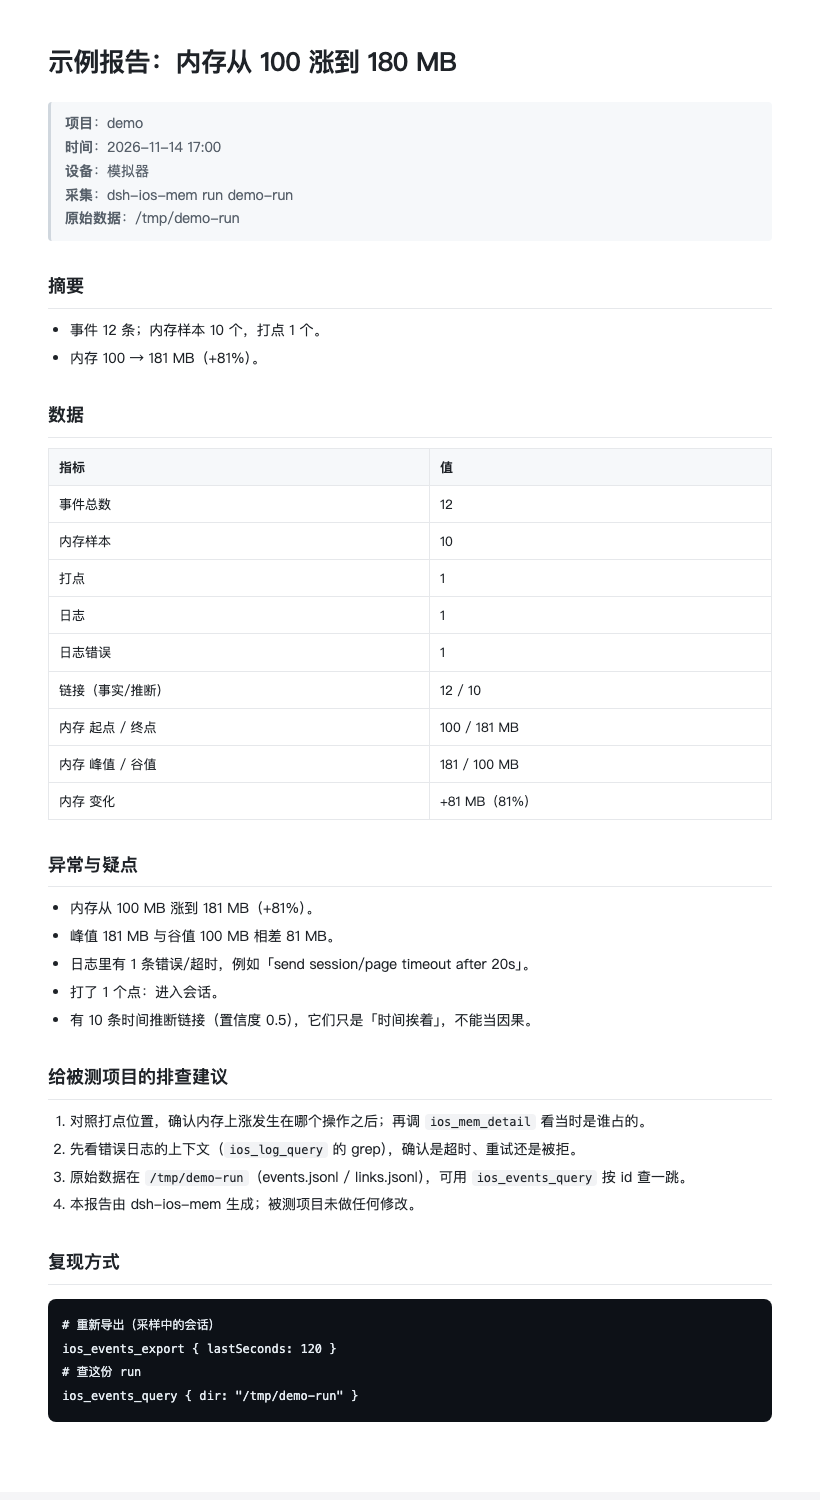 示例报告：内存从 100 涨到 180 MB
项目：demo
时间：2026-11-14 17:00
设备：模拟器
采集：dsh-ios-mem run demo-run
原始数据：/tmp/demo-run
摘要
• 事件 12 条；内存样本 10 个，打点 1 个。
• 内存 100 → 181 MB（+81%）。
数据
指标 值
事件总数 12
内存样本 10
打点 1
日志 1
日志错误 1
链接（事实/推断） 12 / 10
内存 起点 / 终点 100 / 181 MB
内存 峰值 / 谷值 181 / 100 MB
内存 变化 +81 MB（81%）
异常与疑点
• 内存从 100 MB 涨到 181 MB（+81%）。
• 峰值 181 MB 与谷值 100 MB 相差 81 MB。
• 日志里有 1 条错误/超时，例如「send session/page timeout after 20s」。
• 打了 1 个点：进入会话。
• 有 10 条时间推断链接（置信度 0.5），它们只是「时间挨着」，不能当因果。
给被测项目的排查建议
1. 对照打点位置，确认内存上涨发生在哪个操作之后；再调 ios_mem_detail 看当时是谁占的。
2. 先看错误日志的上下文（ios_log_query 的 grep），确认是超时、重试还是被拒。
3. 原始数据在 /tmp/demo-run（events.jsonl / links.jsonl），可用 ios_events_query 按 id 查一跳。
4. 本报告由 dsh-ios-mem 生成；被测项目未做任何修改。
复现方式
# 重新导出（采样中的会话）
ios_events_export { lastSeconds: 120 }
# 查这份 run
ios_events_query { dir: "/tmp/demo-run" }